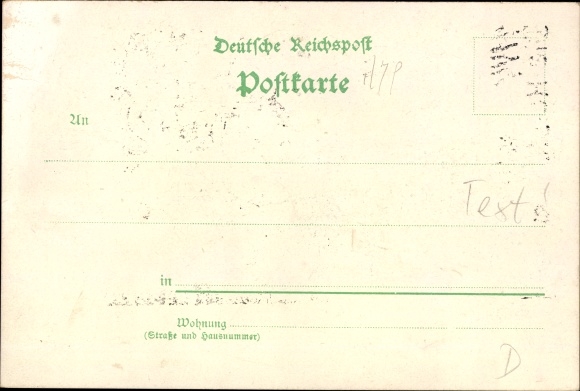 Deutsche Reichspost
Postkarte
An
Text!
in
Wohnung
(Straße und Hausnummer)
D